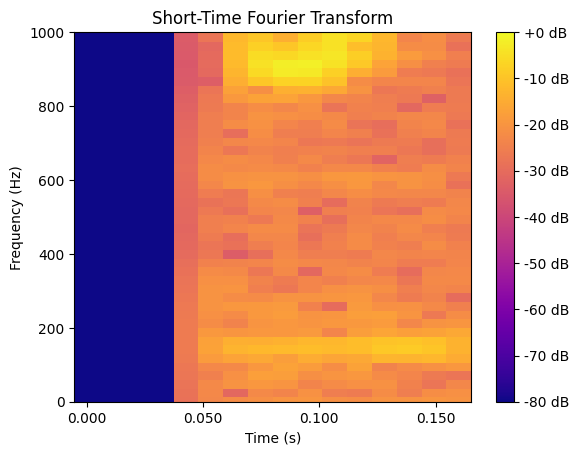 Short-Time Fourier Transform
Frequency (Hz)
1000
800
600
400
200
0
0.000
0.050
0.100
0.150
Time (s)
+0 dB
-10 dB
-20 dB
-30 dB
-40 dB
-50 dB
-60 dB
-70 dB
-80 dB